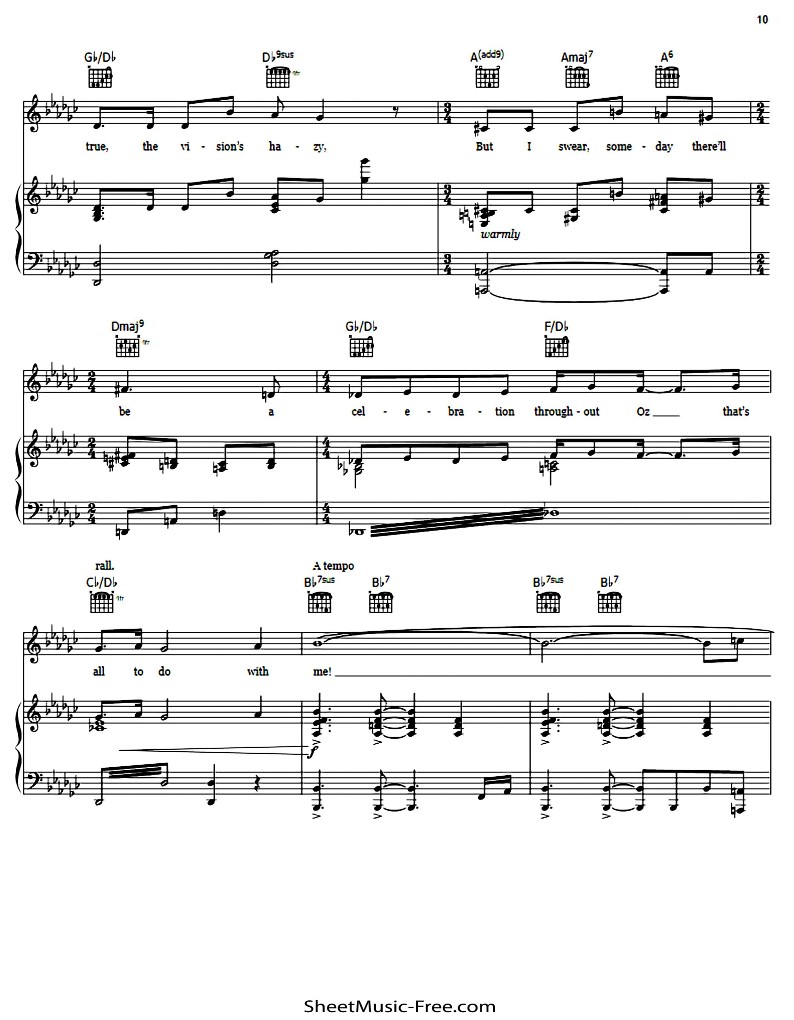 10
G♭/D♭ D♭9sus A(add9) Amaj7 A6
true, the vi - sion's ha - zy, But I swear, some - day there'll
warmly
Dmaj9 G♭/D♭ F/D♭
be a cel - e - bra - tion through - out Oz ____ that's
rall. A tempo
C♭/D♭ B♭7sus B♭7 B♭7sus B♭7
all to do with me! ____
f
SheetMusic-Free.com